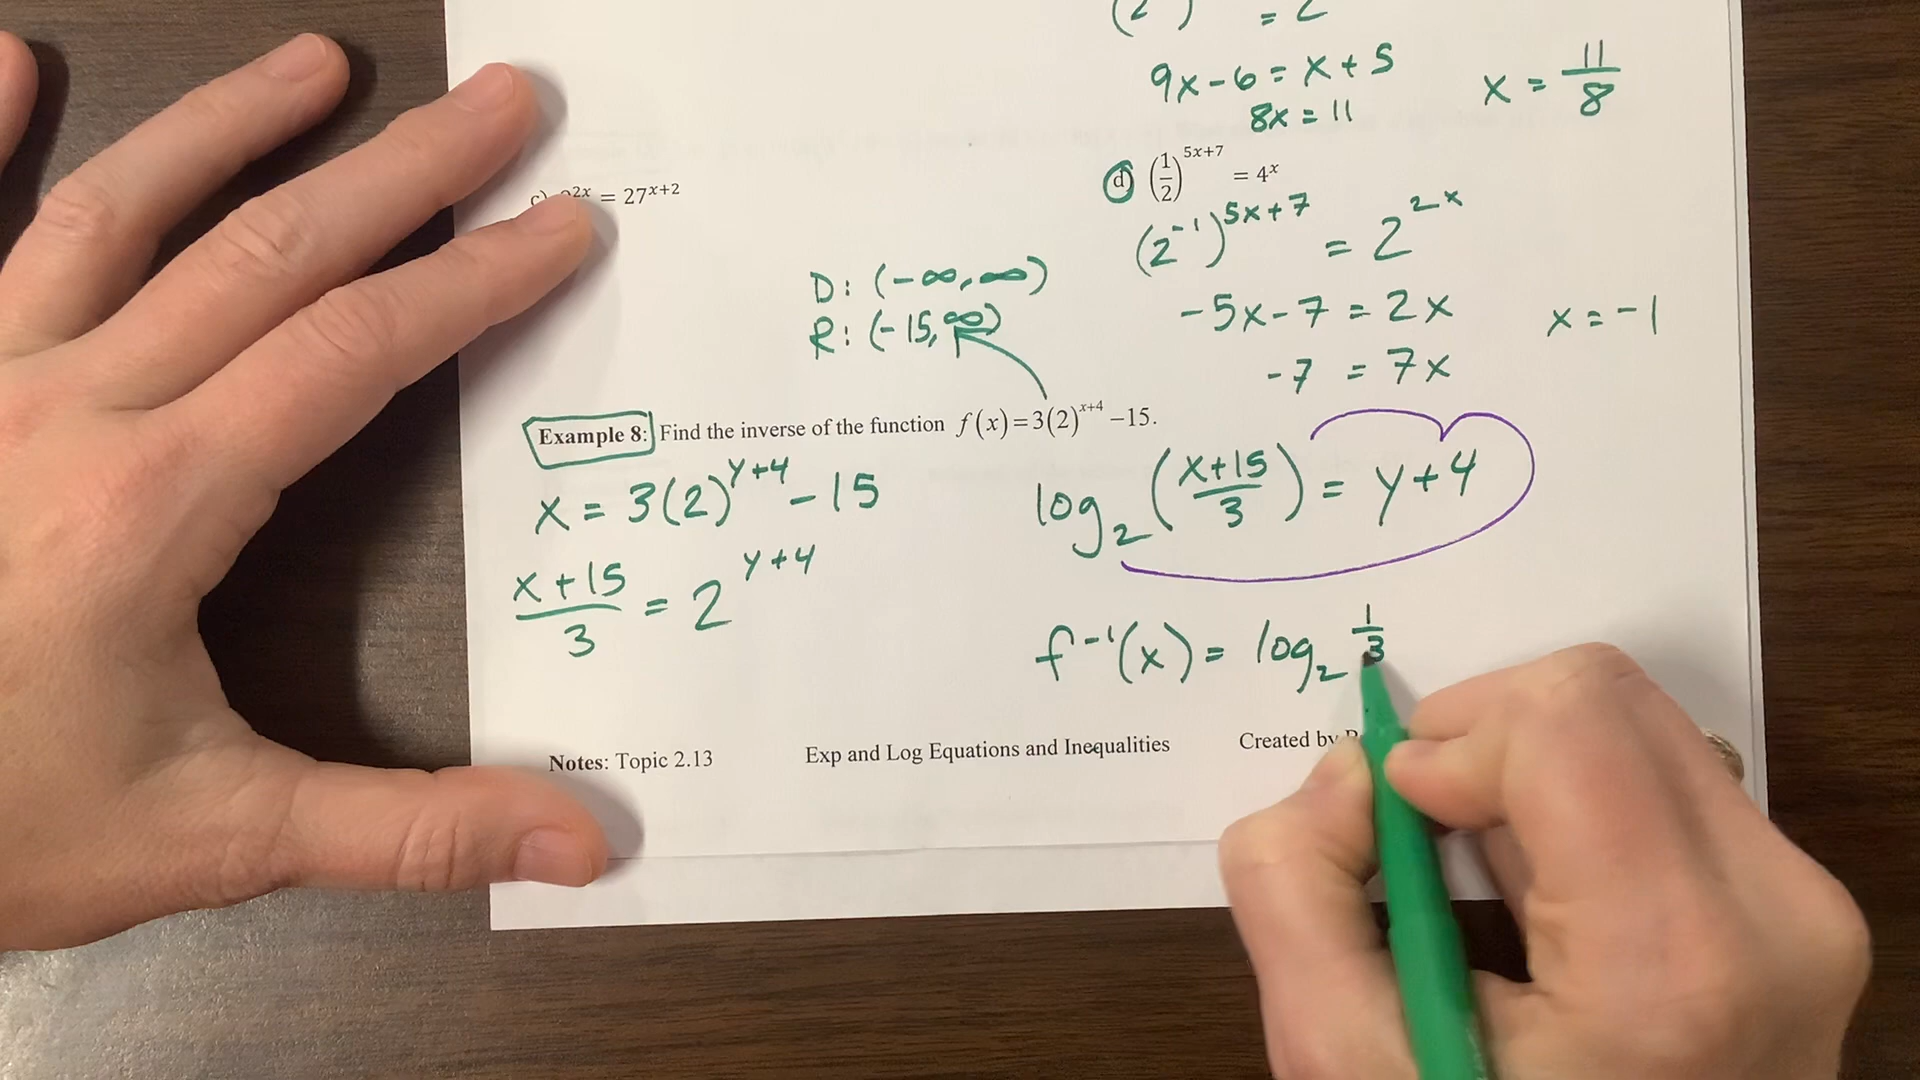 = 2
9x-6 = x+5
8x = 11
x = 11/8
c) 2x = 27^(x+2)
d) (1/2)^(5x+7) = 4^x
(2^-1)^(5x+7) = 2^(2x)
-5x-7 = 2x
-7 = 7x
x = -1
D: (-∞,∞)
R: (-15,∞)
Example 8: Find the inverse of the function f(x)=3(2)^(x+4) −15.
x = 3(2)^(y+4) - 15
(x+15)/3 = 2^(y+4)
log_2((x+15)/3) = y+4
f^-1(x) = log_2 1/3
Notes: Topic 2.13
Exp and Log Equations and Inequalities
Created by